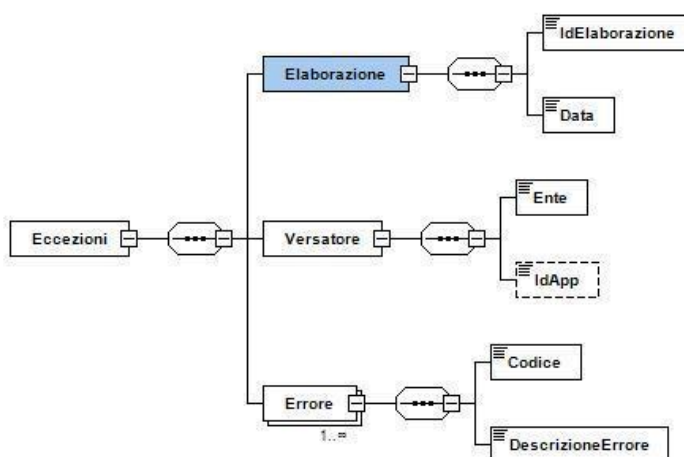 IdElaborazione
Elaborazione
Data
Ente
Eccezioni
Versatore
IdApp
Codice
Errore
1..∞
DescrizioneErrore